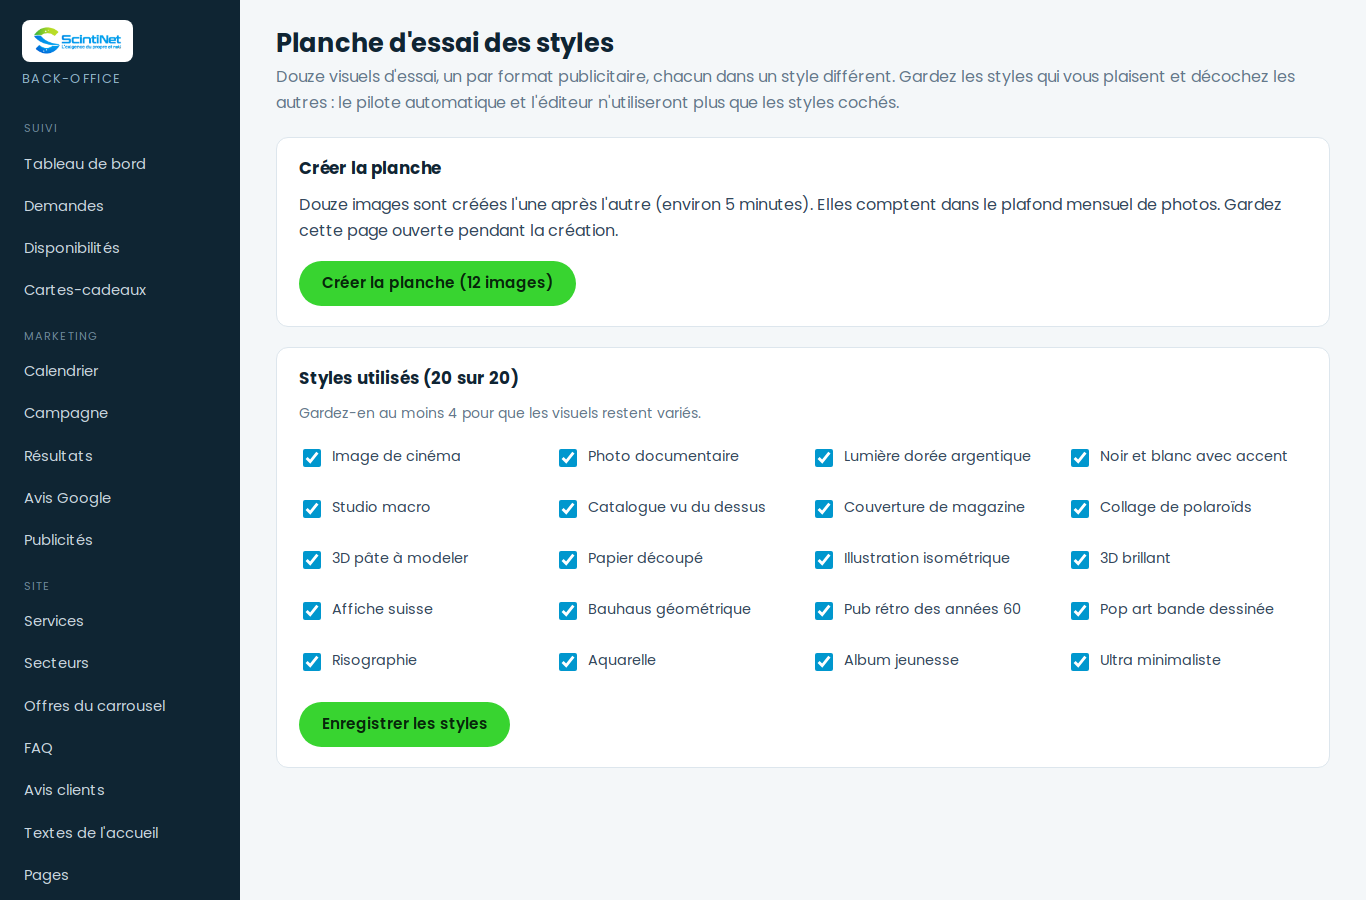 ScintiNet
L'exigence du propre et net
BACK-OFFICE
SUIVI
Tableau de bord
Demandes
Disponibilités
Cartes-cadeaux
MARKETING
Calendrier
Campagne
Résultats
Avis Google
Publicités
SITE
Services
Secteurs
Offres du carrousel
FAQ
Avis clients
Textes de l'accueil
Pages
Planche d'essai des styles
Douze visuels d'essai, un par format publicitaire, chacun dans un style différent. Gardez les styles qui vous plaisent et décochez les
autres : le pilote automatique et l'éditeur n'utiliseront plus que les styles cochés.
Créer la planche
Douze images sont créées l'une après l'autre (environ 5 minutes). Elles comptent dans le plafond mensuel de photos. Gardez
cette page ouverte pendant la création.
Créer la planche (12 images)
Styles utilisés (20 sur 20)
Gardez-en au moins 4 pour que les visuels restent variés.
Image de cinéma
Photo documentaire
Lumière dorée argentique
Noir et blanc avec accent
Studio macro
Catalogue vu du dessus
Couverture de magazine
Collage de polaroïds
3D pâte à modeler
Papier découpé
Illustration isométrique
3D brillant
Affiche suisse
Bauhaus géométrique
Pub rétro des années 60
Pop art bande dessinée
Risographie
Aquarelle
Album jeunesse
Ultra minimaliste
Enregistrer les styles